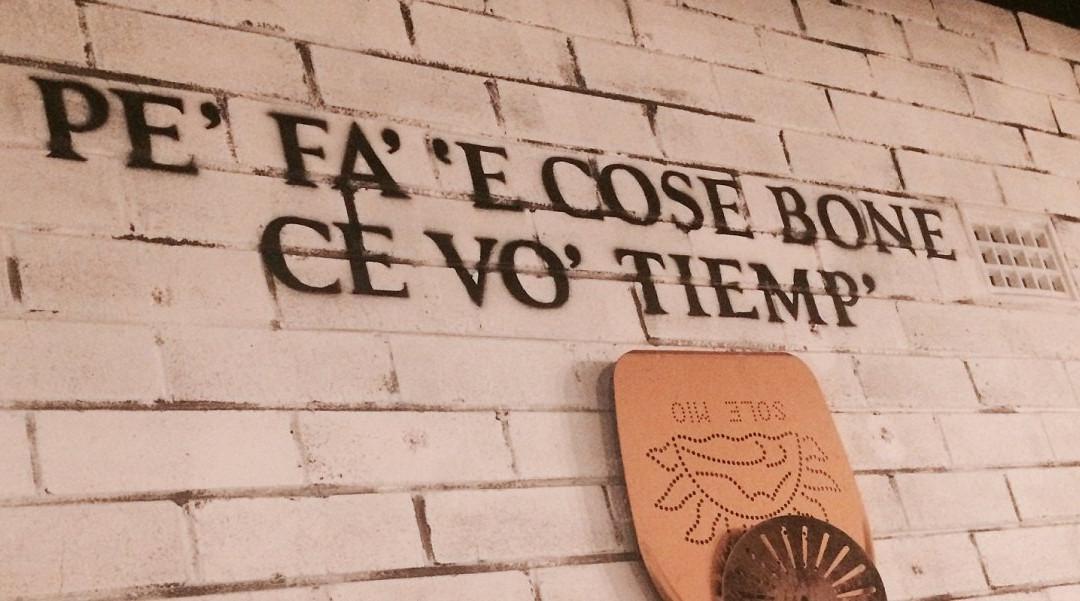 PE' FA' 'E COSE BONE
CE VO' TIEMP'
SOLE MIO